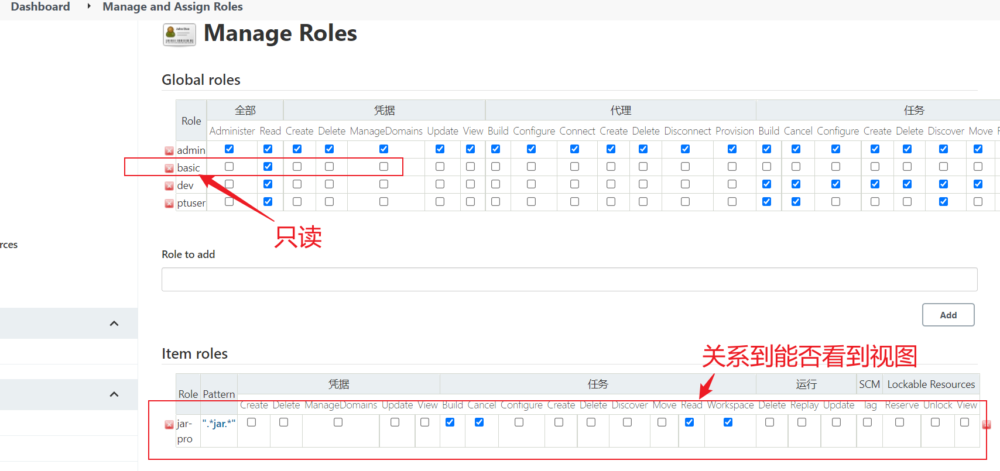 Dashboard Manage and Assign Roles
Manage Roles
Global roles
Role 全部 凭据 代理 任务
Administer Read Create Delete ManageDomains Update View Build Configure Connect Create Delete Disconnect Provision Build Cancel Configure Create Delete Discover Move
admin
basic
dev
ptuser
只读
rces
Role to add
Add
关系到能否看到视图
Item roles
Role Pattern 凭据 任务 运行 SCM Lockable Resources
Create Delete ManageDomains Update View Build Cancel Configure Create Delete Discover Move Read Workspace Delete Replay Update Tag Reserve Unlock View
jar- ".*jar.*"
pro